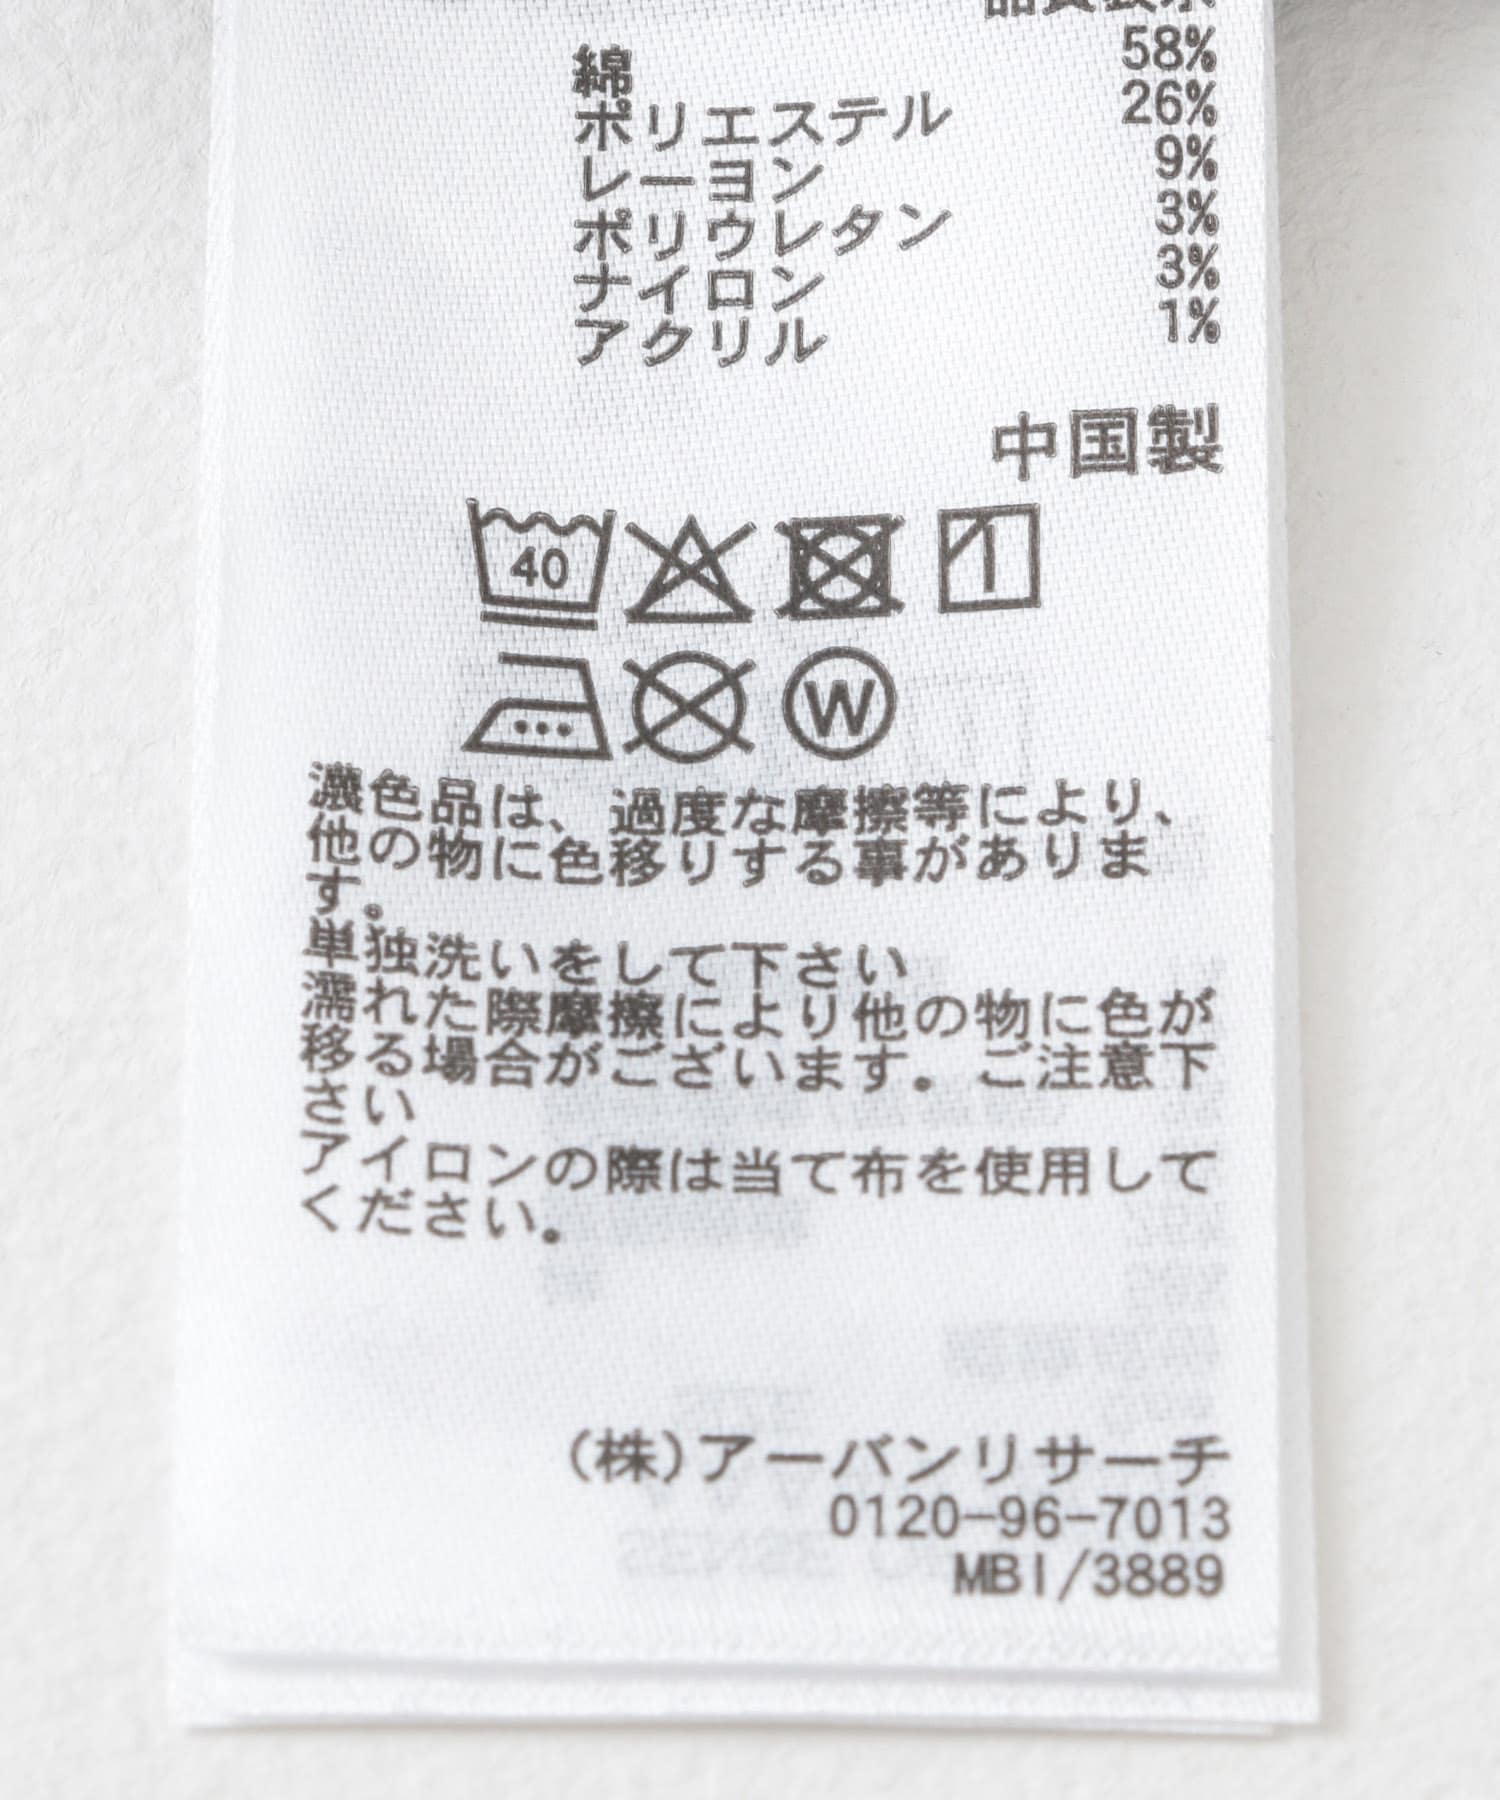 品質表示
綿 58%
ポリエステル 26%
レーヨン 9%
ポリウレタン 3%
ナイロン 3%
アクリル 1%
中国製
40
W
濃色品は、過度な摩擦等により、
他の物に色移りする事がありま
す。
単独洗いをして下さい
濡れた際摩擦により他の物に色が
移る場合がございます。ご注意下
さい
アイロンの際は当て布を使用して
ください。
(株)アーバンリサーチ
0120-96-7013
MBI/3889